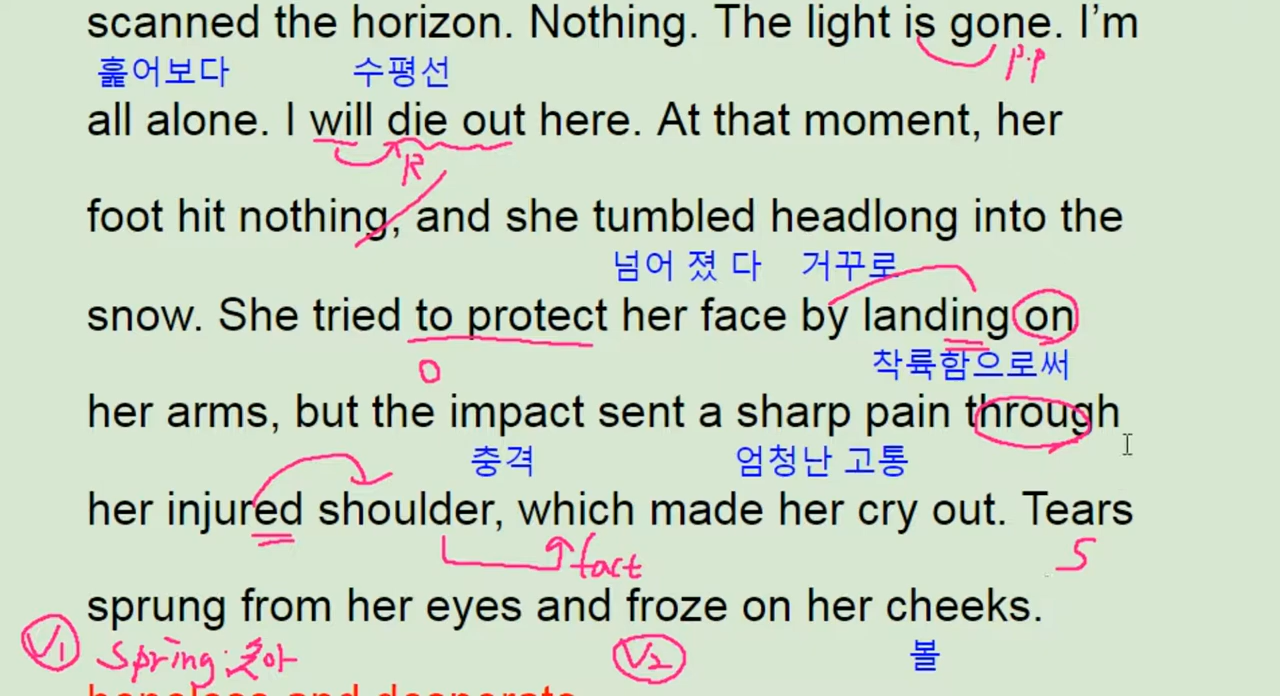 scanned the horizon. Nothing. The light is gone. I'm
훑어보다 수평선 p.p
all alone. I will die out here. At that moment, her
R
foot hit nothing, and she tumbled headlong into the
넘어 졌 다 거꾸로
snow. She tried to protect her face by landing on
O 착륙함으로써
her arms, but the impact sent a sharp pain through
충격 엄청난 고통
her injured shoulder, which made her cry out. Tears
fact S
sprung from her eyes and froze on her cheeks.
V1 spring V2 볼
hopeless and desperate